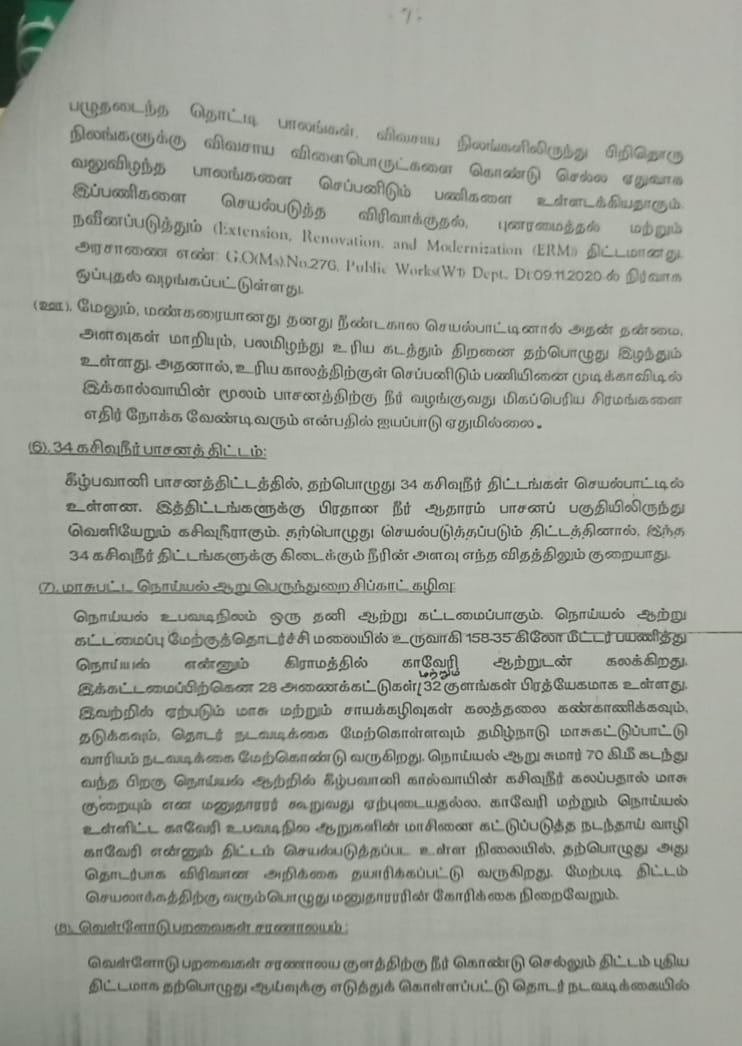 - 7 -
பழுதடைந்த தொட்டி பாலங்கள், விவசாய நிலங்களிலிருந்து பிறிதொரு
நிலங்களுக்கு விவசாய விளைபொருட்களை கொண்டு செல்ல ஏதுவாக
வலுவிழந்த பாலங்களை செப்பனிடும் பணிகளை உள்ளடக்கியதாகும்.
இப்பணிகளை செயல்படுத்த விரிவாக்குதல், புனரமைத்தல் மற்றும்
நவீனப்படுத்தும் (Extension, Renovation, and Modernization (ERM)) திட்டமானது,
அரசாணை எண்: G.O(Ms).No.276, Public Works(W1) Dept., Dt:09.11.2020 ல் நிர்வாக
ஒப்புதல் வழங்கப்பட்டுள்ளது.
(ஊ). மேலும், மண்கரையானது தனது நீண்டகால செயல்பாட்டினால் அதன் தன்மை,
அளவுகள் மாறியும், பலமிழந்து உரிய கடத்தும் திறனை தற்பொழுது இழந்தும்
உள்ளது. அதனால், உரிய காலத்திற்குள் செப்பனிடும் பணியினை முடிக்காவிடில்
இக்கால்வாயின் மூலம் பாசனத்திற்கு நீர் வழங்குவது மிகப்பெரிய சிரமங்களை
எதிர் நோக்க வேண்டி வரும் என்பதில் ஐயப்பாடு ஏதுமில்லை.
(6). 34 கசிவுநீர் பாசனத் திட்டம்:
கீழ்பவானி பாசனத்திட்டத்தில், தற்பொழுது 34 கசிவுநீர் திட்டங்கள் செயல்பாட்டில்
உள்ளன. இத்திட்டங்களுக்கு பிரதான நீர் ஆதாரம் பாசனப் பகுதியிலிருந்து
வெளியேறும் கசிவுநீராகும். தற்பொழுது செயல்படுத்தப்படும் திட்டத்தினால், இந்த
34 கசிவுநீர் திட்டங்களுக்கு கிடைக்கும் நீரின் அளவு எந்த விதத்திலும் குறையாது.
(7). மாசுபட்ட நொய்யல் ஆறு பெருந்துறை சிப்காட் கழிவு:
நொய்யல் உபவடிநிலம் ஒரு தனி ஆற்று கட்டமைப்பாகும். நொய்யல் ஆற்று
கட்டமைப்பு மேற்குத்தொடர்ச்சி மலையில் உருவாகி 158-35 கிலோ மீட்டர் பயணித்து
நொய்யல் என்னும் கிராமத்தில் காவேரி ஆற்றுடன் கலக்கிறது.
இக்கட்டமைப்பிற்கென 28 அணைக்கட்டுகள் மற்றும் 32 குளங்கள் பிரத்யேகமாக உள்ளது.
இவற்றில் ஏற்படும் மாசு மற்றும் சாயக்கழிவுகள் கலத்தலை கண்காணிக்கவும்,
தடுக்கவும், தொடர் நடவடிக்கை மேற்கொள்ளவும் தமிழ்நாடு மாசுகட்டுப்பாட்டு
வாரியம் நடவடிக்கை மேற்கொண்டு வருகிறது. நொய்யல் ஆறு சுமார் 70 கி.மீ கடந்து
வந்த பிறகு நொய்யல் ஆற்றில் கீழ்பவானி கால்வாயின் கசிவுநீர் கலப்பதால் மாசு
குறையும் என மனுதாரரர் கூறுவது ஏற்புடையதல்ல. காவேரி மற்றும் நொய்யல்
உள்ளிட்ட காவேரி உபவடிநில ஆறுகளின் மாசினை கட்டுப்படுத்த நடந்தாய் வாழி
காவேரி என்னும் திட்டம் செயல்படுத்தப்பட உள்ள நிலையில், தற்பொழுது அது
தொடர்பாக விரிவான அறிக்கை தயாரிக்கப்பட்டு வருகிறது. மேற்படி திட்டம்
செயலாக்கத்திற்கு வரும்பொழுது மனுதாரரரின் கோரிக்கை நிறைவேறும்.
(8). வெள்ளோடு பறவைகள் சரணாலயம் :
வெள்ளோடு பறவைகள் சரணாலய குளத்திற்கு நீர் கொண்டு செல்லும் திட்டம் புதிய
திட்டமாக தற்பொழுது ஆய்வுக்கு எடுத்துக் கொள்ளப்பட்டு தொடர் நடவடிக்கையில்